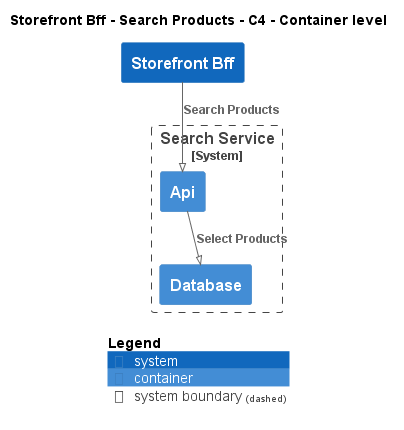 Storefront Bff - Search Products - C4 - Container level
Storefront Bff
Search Products
Search Service
[System]
Api
Select Products
Database
Legend
system
container
system boundary (dashed)